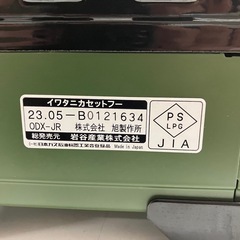 イワタニカセットフー
23.05-B0121634
ODX-JR 株式会社 旭製作所
総発売元 岩谷産業株式会社
Made in Japan
PS
LPG
JIA